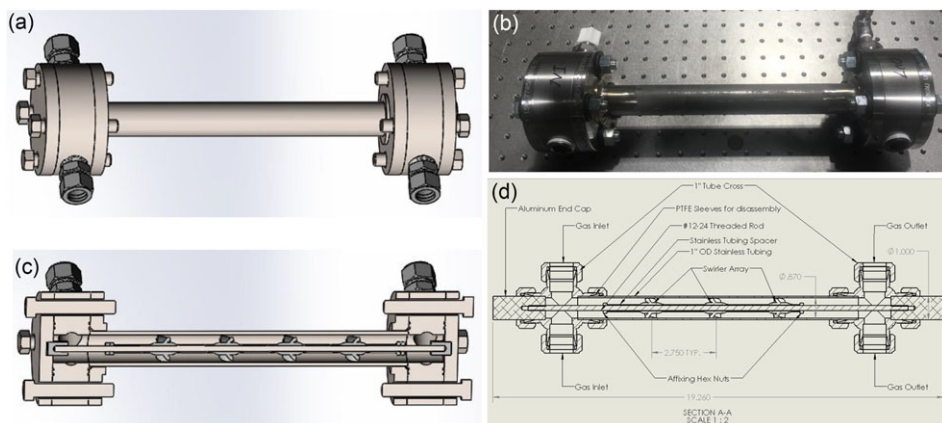 (a)
(b)
(c)
(d)
1" Tube Cross
Aluminum End Cap
PTFE Sleeves for disassembly
Gas Inlet
#12-24 Threaded Rod
Gas Outlet
Stainless Tubing Spacer
1" OD Stainless Tubing
Ø1.000
Swirler Array
Ø.870
2.750 TYP.
Gas Inlet
Affixing Hex Nuts
Gas Outlet
19.260
SECTION A-A
SCALE 1 : 2